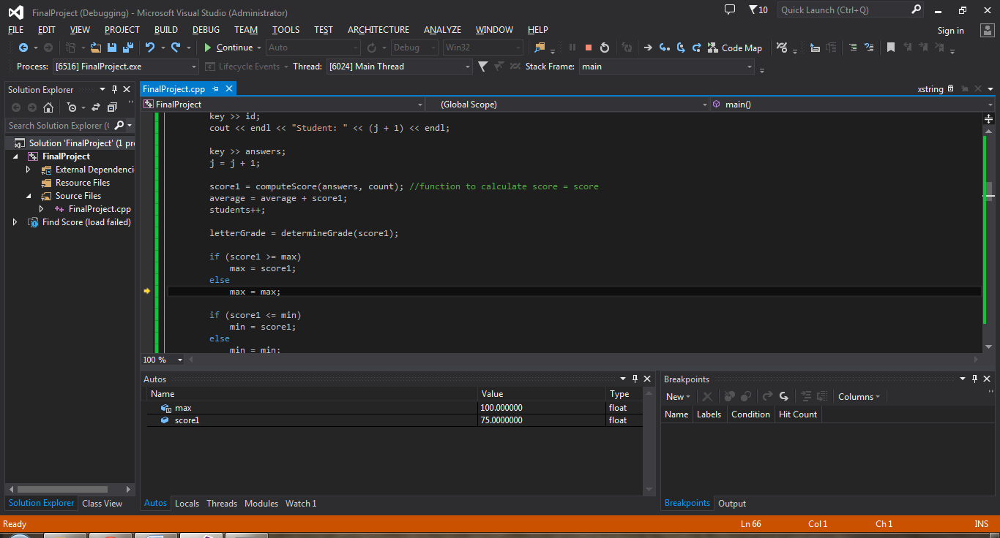 FinalProject (Debugging) - Microsoft Visual Studio (Administrator)
10
Quick Launch (Ctrl+Q)
FILE EDIT VIEW PROJECT BUILD DEBUG TEAM TOOLS TEST ARCHITECTURE ANALYZE WINDOW HELP
Sign in
Continue Auto Debug Win32 Code Map
Process: [6516] FinalProject.exe Lifecycle Events Thread: [6024] Main Thread Stack Frame: main
Solution Explorer
Search Solution Explorer (
Solution 'FinalProject' (1 pr
FinalProject
External Dependenci
Resource Files
Source Files
FinalProject.cpp
Find Score (load failed)
Solution Explorer Class View
FinalProject.cpp
xstring
FinalProject (Global Scope) main()
key >> id;
cout << endl << "Student: " << (j + 1) << endl;
key >> answers;
j = j + 1;
score1 = computeScore(answers, count); //function to calculate score = score
average = average + score1;
students++;
letterGrade = determineGrade(score1);
if (score1 >= max)
max = score1;
else
max = max;
if (score1 <= min)
min = score1;
else
min = min;
100 %
Autos
Name Value Type
max 100.000000 float
score1 75.0000000 float
Autos Locals Threads Modules Watch 1
Breakpoints
New Columns
Name Labels Condition Hit Count
Breakpoints Output
Ready Ln 66 Col 1 Ch 1 INS